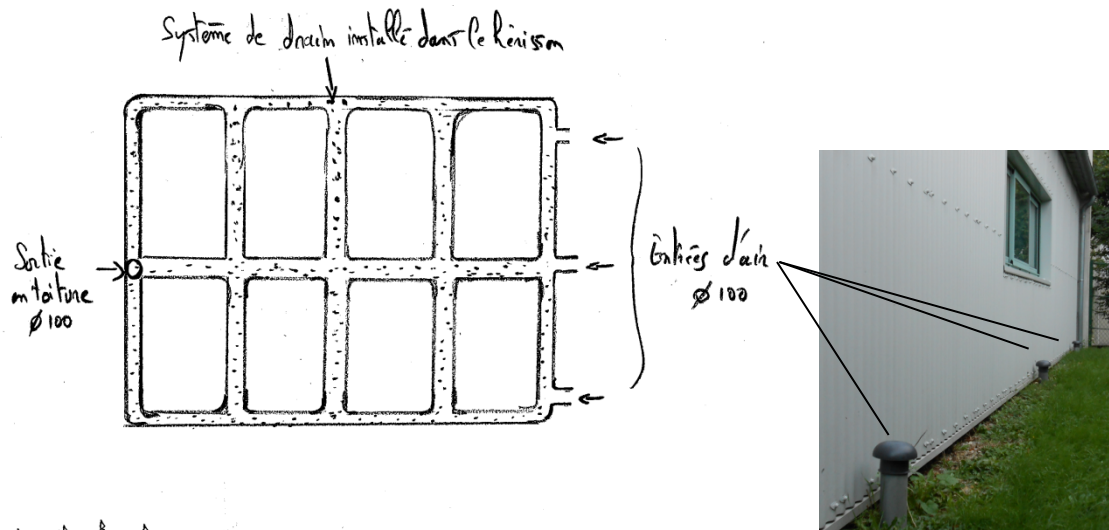 Système de drain installé dans le hérisson
Sortie
en toiture
Ø 100
Entrées d'air
Ø 100